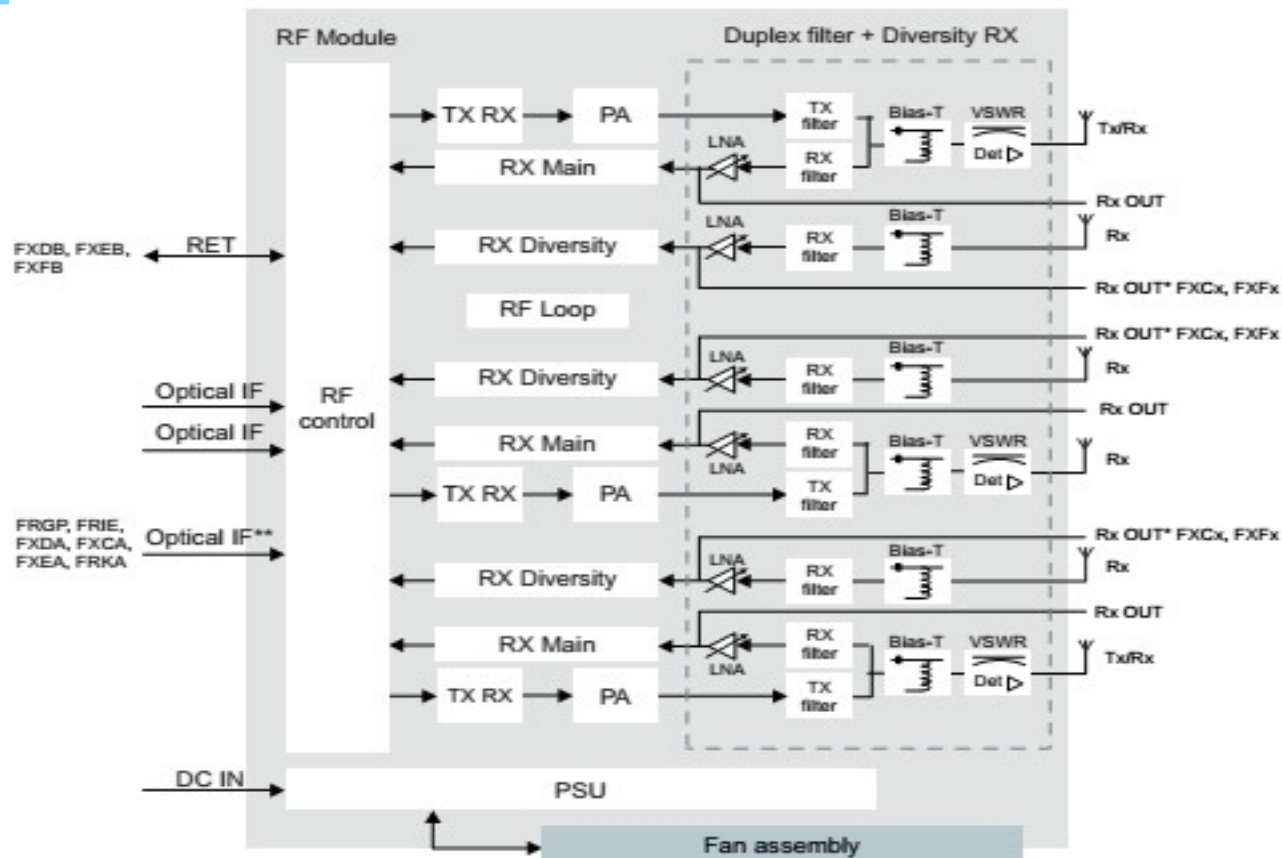 RF Module
Duplex filter + Diversity RX
TX RX
PA
TX filter
Bias-T
VSWR
Det
Tx/Rx
LNA
RX Main
RX filter
Rx OUT
FXDB, FXEB,
FXFB
RET
RX Diversity
LNA
RX filter
Bias-T
Rx
Rx OUT* FXCx, FXFx
RF Loop
Rx OUT* FXCx, FXFx
RX Diversity
LNA
RX filter
Bias-T
Rx
Optical IF
Optical IF
RF control
Rx OUT
RX Main
LNA
RX filter
Bias-T
VSWR
Det
Rx
TX RX
PA
TX filter
FRGP, FRIE,
FXDA, FXCA,
FXEA, FRKA
Optical IF**
Rx OUT* FXCx, FXFx
RX Diversity
LNA
RX filter
Bias-T
Rx
Rx OUT
RX Main
LNA
RX filter
Bias-T
VSWR
Det
Tx/Rx
TX RX
PA
TX filter
DC IN
PSU
Fan assembly